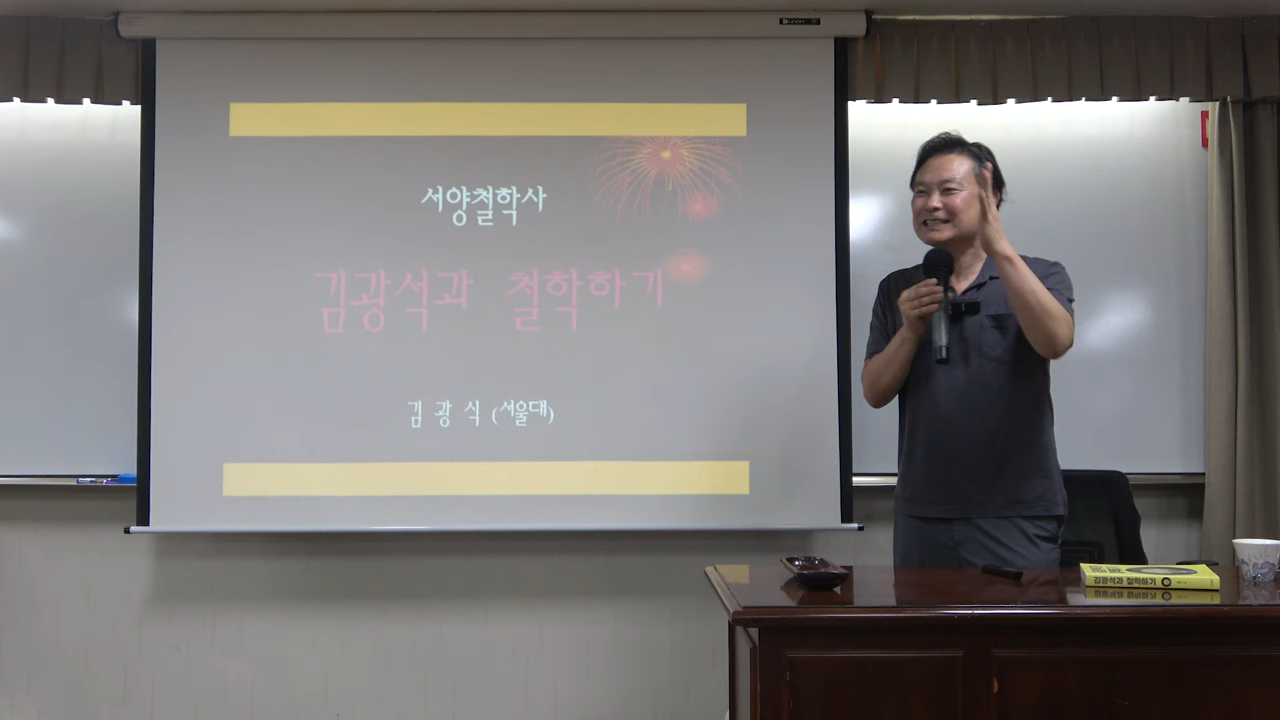 서양철학사
김광석과 철학하기
김 광 식 (서울대)
김광석과 철학하기